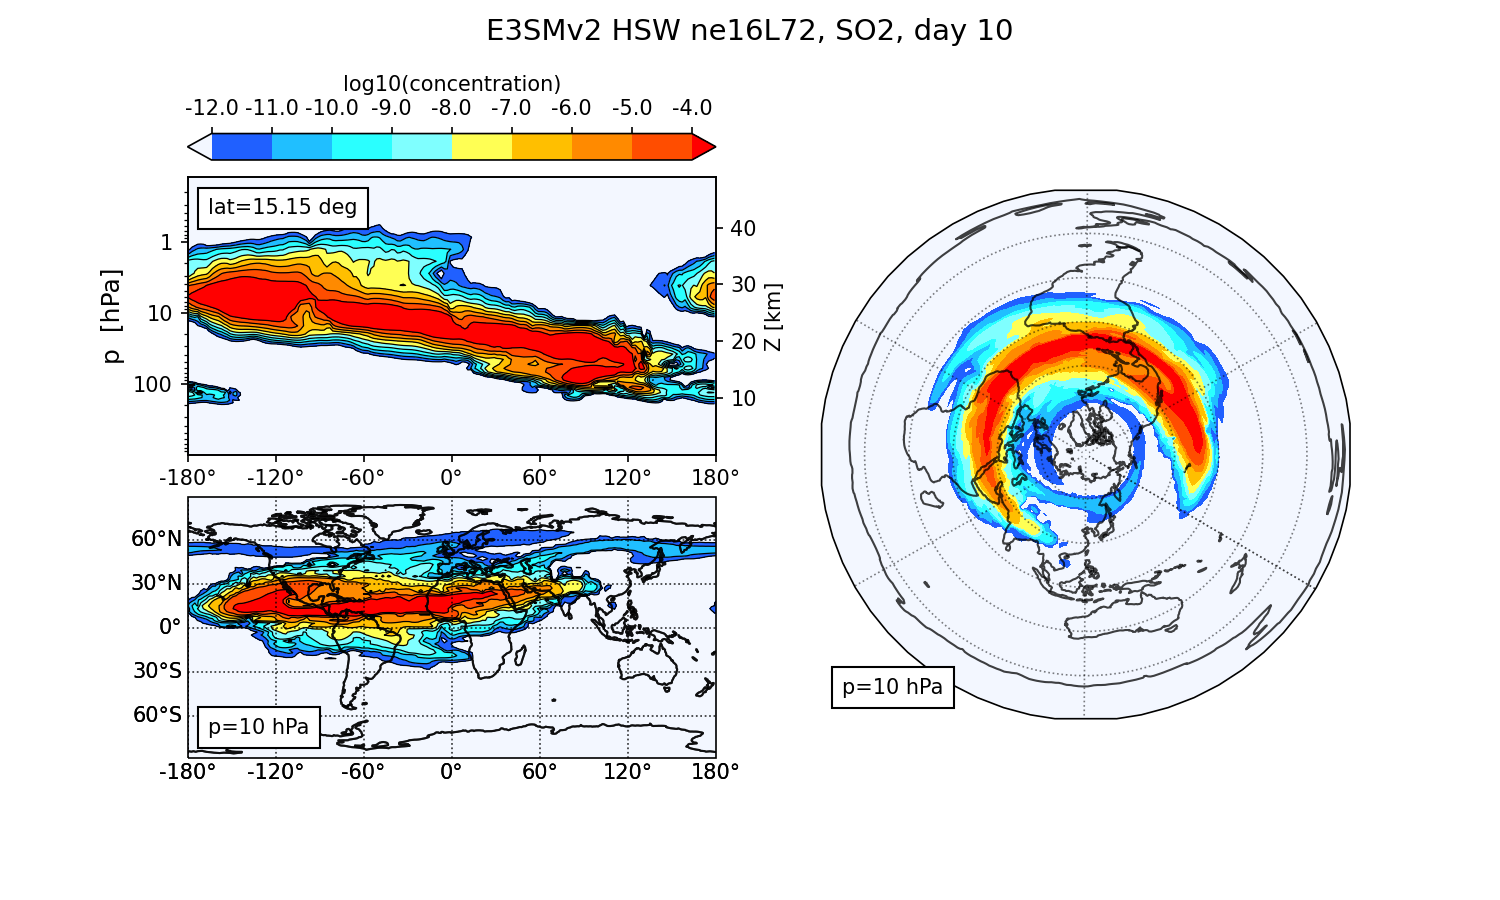 E3SMv2 HSW ne16L72, SO2, day 10
log10(concentration)
-12.0 -11.0 -10.0 -9.0 -8.0 -7.0 -6.0 -5.0 -4.0
lat=15.15 deg
p [hPa]
1
10
100
40
30
20
10
Z [km]
-180° -120° -60° 0° 60° 120° 180°
60°N
30°N
0°
30°S
60°S
p=10 hPa
-180° -120° -60° 0° 60° 120° 180°
p=10 hPa